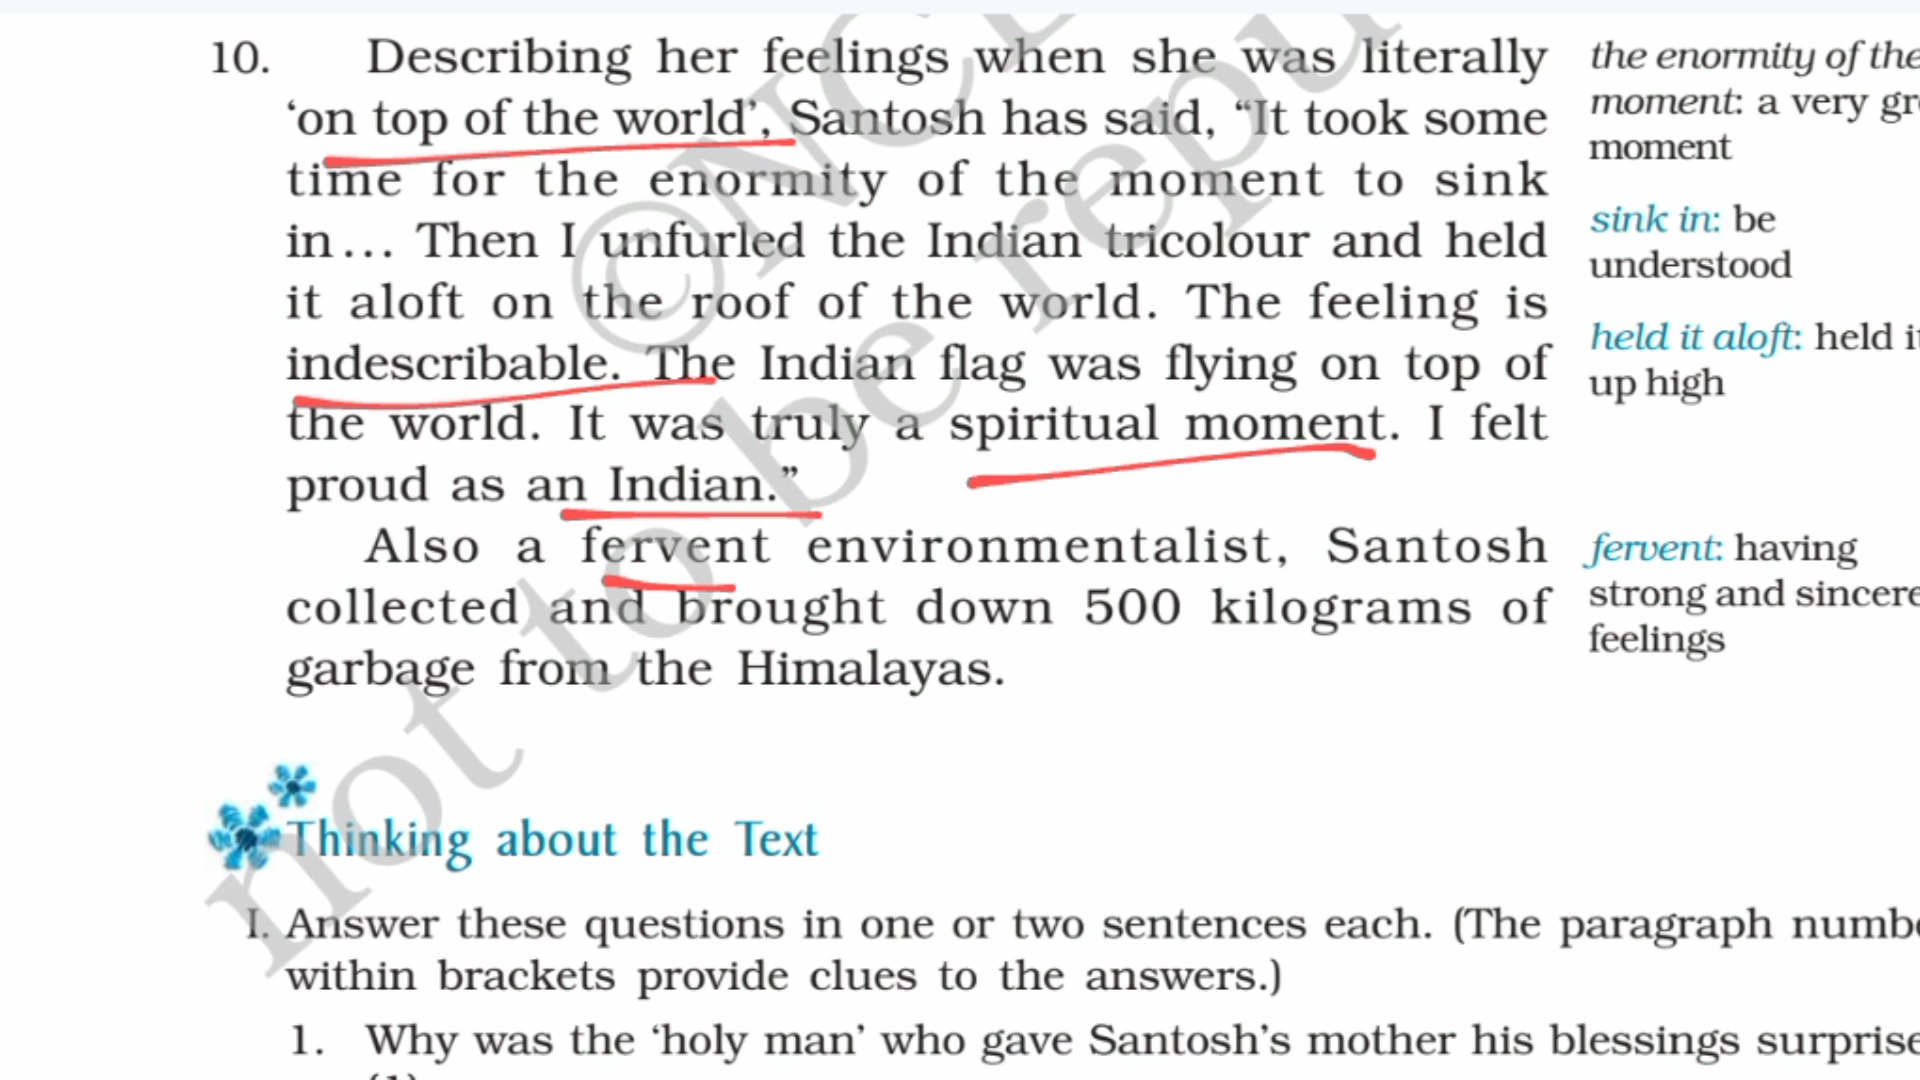 10. Describing her feelings when she was literally
‘on top of the world’, Santosh has said, “It took some
time for the enormity of the moment to sink
in... Then I unfurled the Indian tricolour and held
it aloft on the roof of the world. The feeling is
indescribable. The Indian flag was flying on top of
the world. It was truly a spiritual moment. I felt
proud as an Indian.”
Also a fervent environmentalist, Santosh
collected and brought down 500 kilograms of
garbage from the Himalayas.
the enormity of the
moment: a very
moment
sink in: be
understood
held it aloft: held
up high
fervent: having
strong and sincere
feelings
Thinking about the Text
I. Answer these questions in one or two sentences each. (The paragraph
within brackets provide clues to the answers.)
1. Why was the ‘holy man’ who gave Santosh’s mother his blessings
©NC
not to be repu